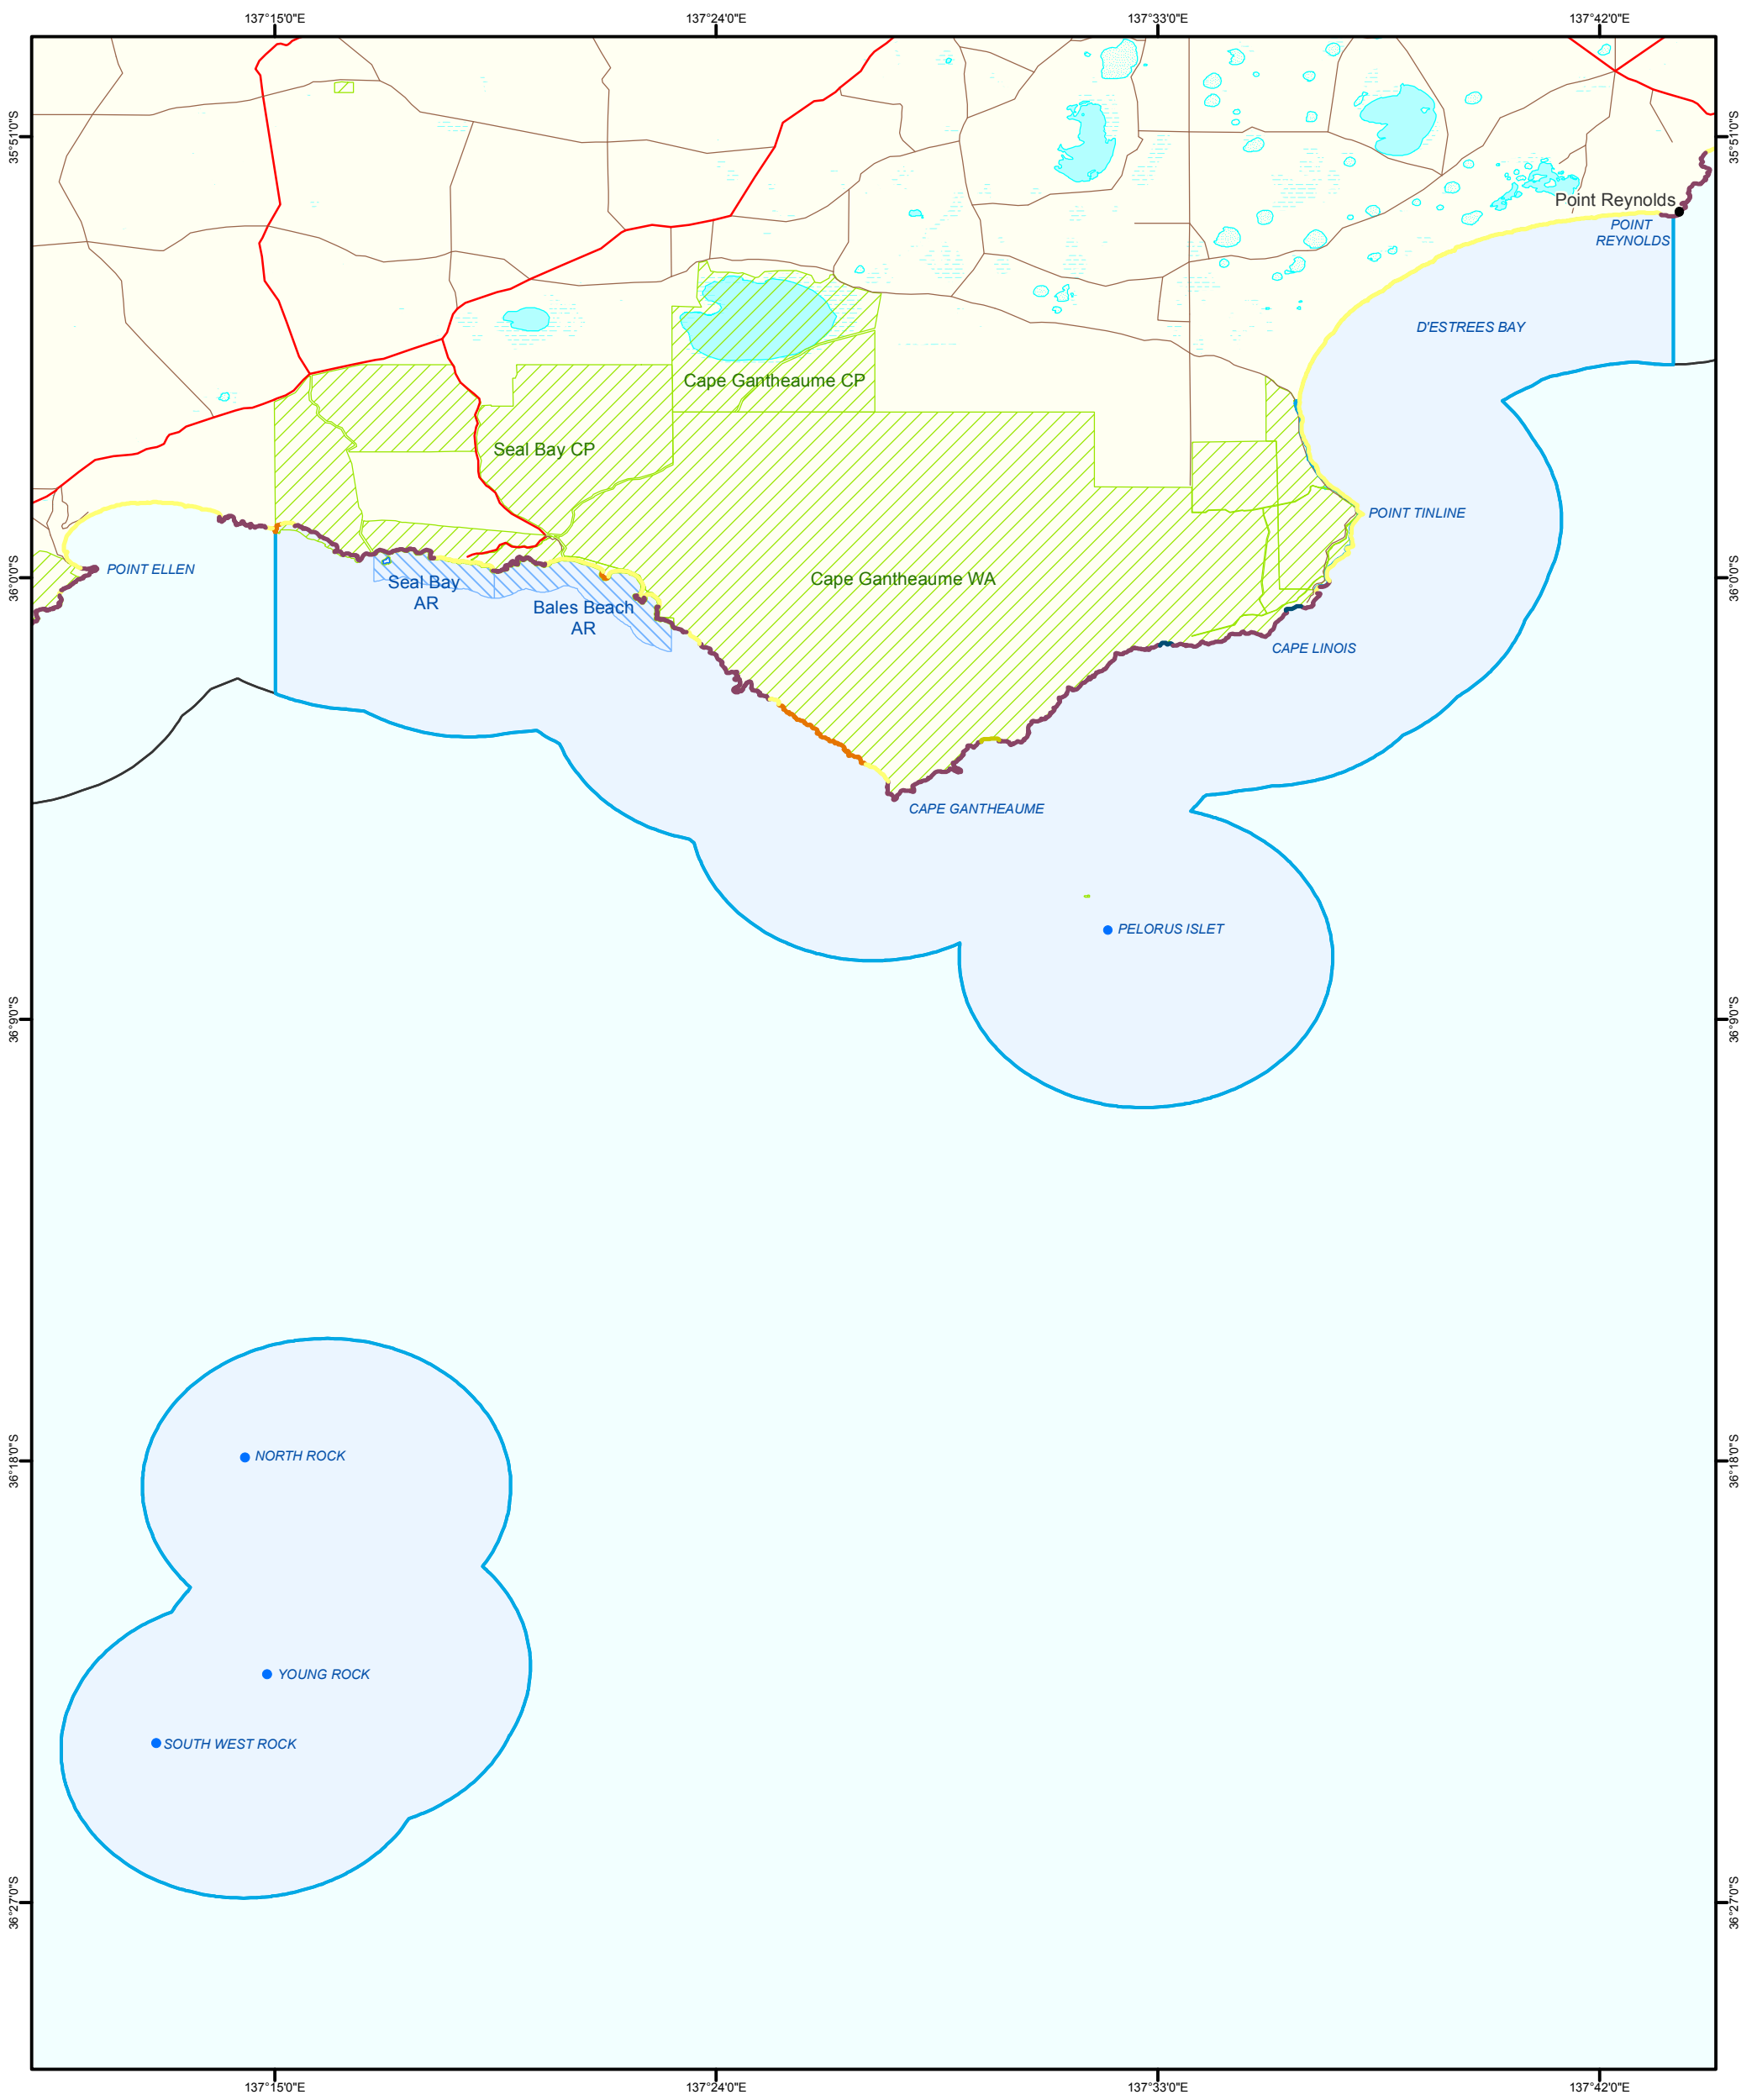 137°15'0"E
137°24'0"E
137°33'0"E
137°42'0"E
35°51'0"S
35°51'0"S
Point Reynolds
POINT
REYNOLDS
D'ESTREES BAY
Cape Gantheaume CP
Seal Bay CP
POINT TINLINE
POINT ELLEN
36°0'0"S
36°0'0"S
Seal Bay
AR
Cape Gantheaume WA
Bales Beach
AR
CAPE LINOIS
CAPE GANTHEAUME
PELORUS ISLET
36°9'0"S
36°9'0"S
NORTH ROCK
36°18'0"S
36°18'0"S
YOUNG ROCK
SOUTH WEST ROCK
36°27'0"S
36°27'0"S
137°15'0"E
137°24'0"E
137°33'0"E
137°42'0"E